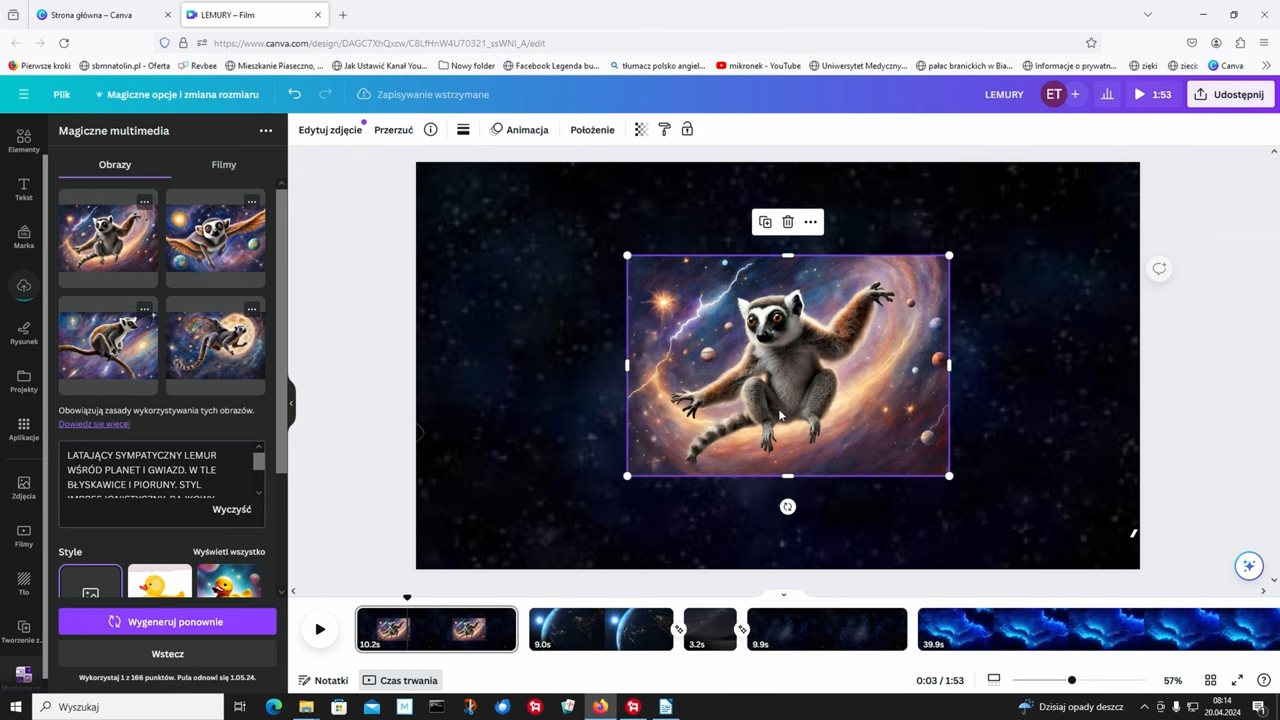 Strona główna – Canva
LEMURY – Film
https://www.canva.com/design/DAGC7XhQxcw/C8LfHnW4U70321_ssWNI_A/edit
Pierwsze kroki
sbmnatolin.pl - Oferta
Revbee
Mieszkanie Piaseczno, ...
Jak Ustawić Kanał You...
Nowy folder
Facebook Legenda bu...
tłumacz polsko angiel...
mikronek - YouTube
Uniwersytet Medyczny...
pałac branickich w Bia...
Informacje o prywatn...
zięki
zieci
Canva
Plik
Magiczne opcje i zmiana rozmiaru
Zapisywanie wstrzymane
LEMURY
ET
1:53
Udostępnij
Elementy
Tekst
Marka
Rysunek
Projekty
Aplikacje
Zdjęcia
Filmy
Tło
Tworzenie z...
Magiczne multimedia
Obrazy
Filmy
Obowiązują zasady wykorzystywania tych obrazów.
Dowiedz się więcej
LATAJĄCY SYMPATYCZNY LEMUR
WŚRÓD PLANET I GWIAZD. W TLE
BŁYSKAWICE I PIORUNY. STYL
Wyczyść
Style
Wyświetl wszystko
Wygeneruj ponownie
Wstecz
Wykorzystaj 1 z 166 punktów. Pula odnowi się 1.05.24.
Edytuj zdjęcie
Przerzuć
Animacja
Położenie
10.2s
9.0s
3.2s
9.9s
39.9s
Notatki
Czas trwania
0:03 / 1:53
57%
Wyszukaj
Dzisiaj opady deszcz
08:14
20.04.2024